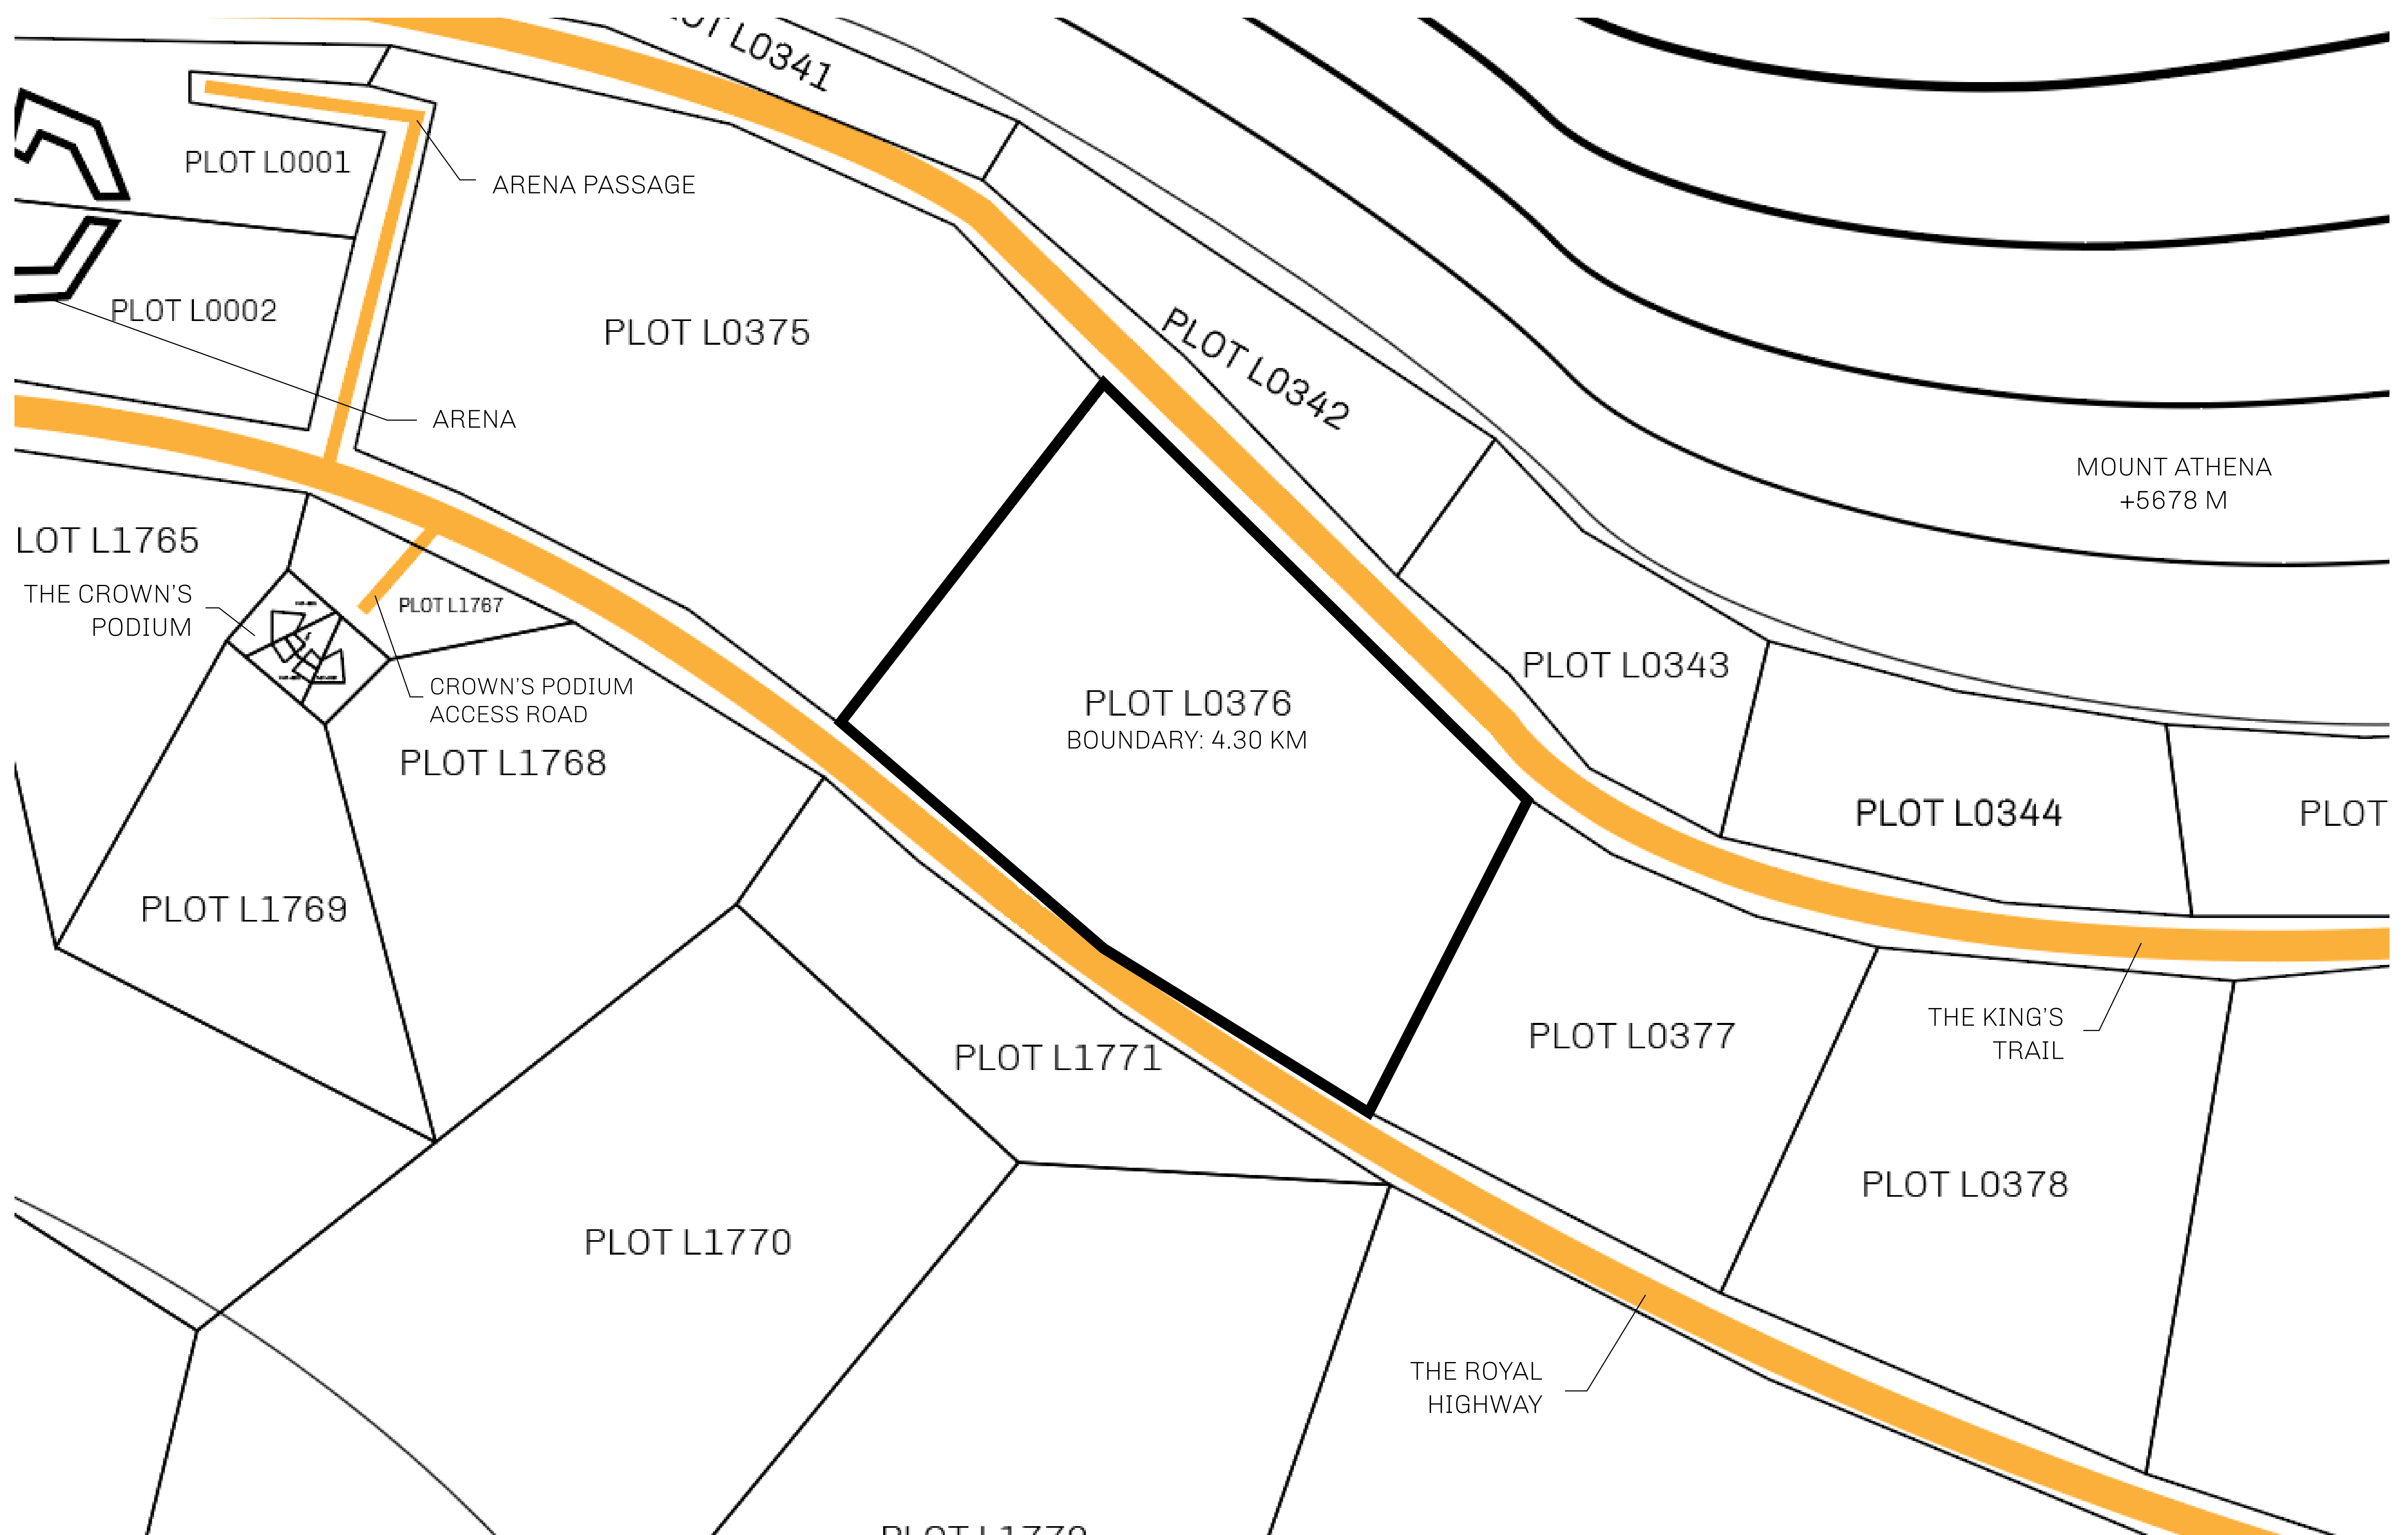 OT L0341
PLOT L0001
ARENA PASSAGE
PLOT L0002
PLOT L0375
PLOT L0342
ARENA
MOUNT ATHENA
+5678 M
LOT L1765
THE CROWN'S
PODIUM
PLOT L1767
CROWN'S PODIUM
ACCESS ROAD
PLOT L0343
PLOT L0376
BOUNDARY: 4.30 KM
PLOT L1768
PLOT L0344
PLOT
PLOT L1769
THE KING'S
TRAIL
PLOT L0377
PLOT L1771
PLOT L0378
PLOT L1770
THE ROYAL
HIGHWAY